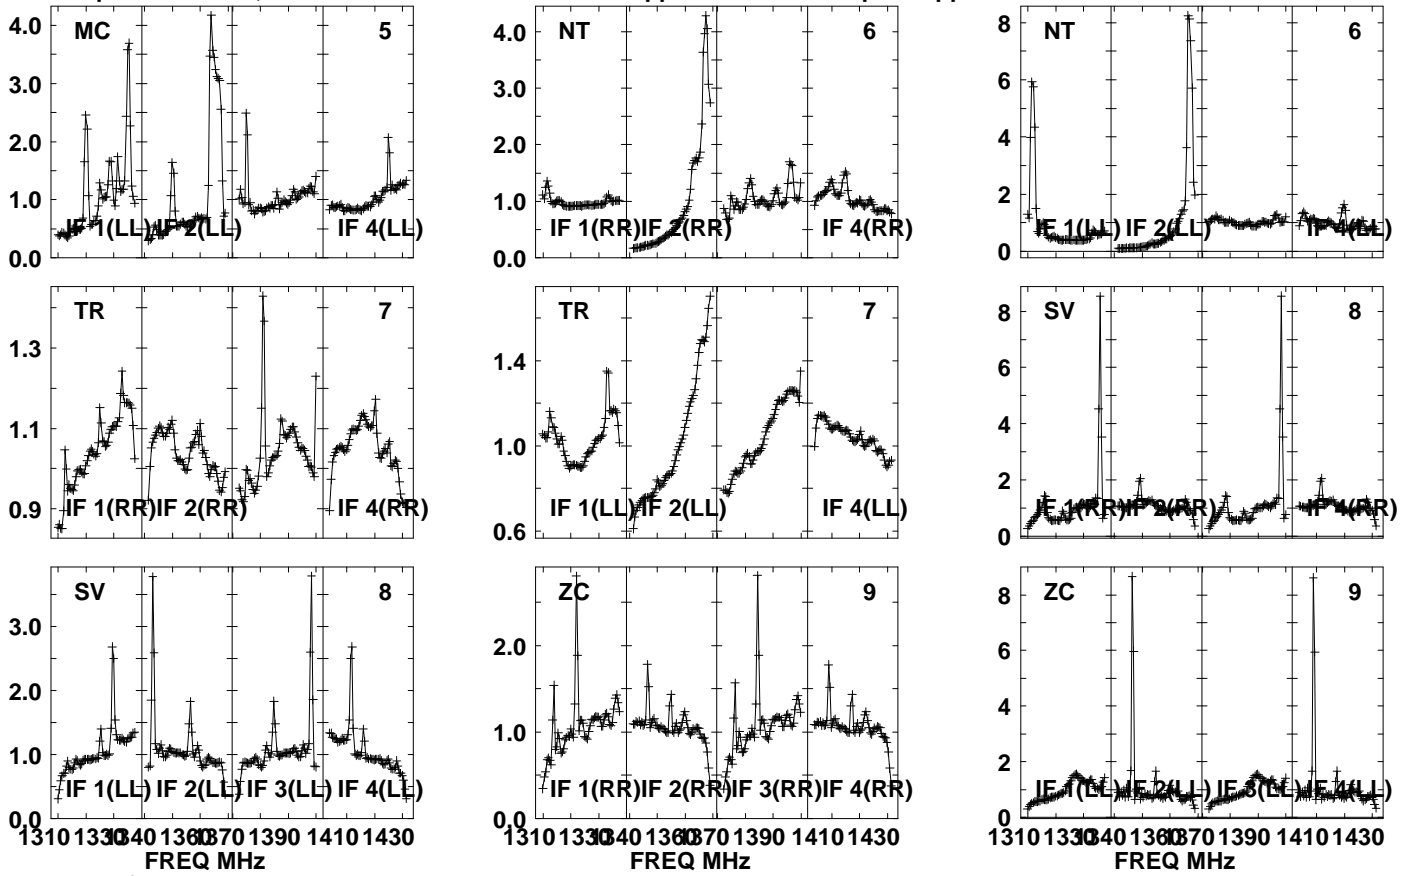 MC 5 NT 6 NT 6
4.0 3.0 2.0 1.0 0.0
4.0 3.0 2.0 1.0 0.0
8 6 4 2 0
IF 1(LL) IF 2(LL) IF 4(LL)
IF 1(RR) IF 2(RR) IF 4(RR)
IF 1(LL) IF 2(LL) IF 4(LL)
TR 7 TR 7 SV 8
1.3 1.1 0.9
1.4 1.0 0.6
8 6 4 2 0
IF 1(RR) IF 2(RR) IF 4(RR)
IF 1(LL) IF 2(LL) IF 4(LL)
IF 1(RR) IF 2(RR) IF 4(RR)
SV 8 ZC 9 ZC 9
3.0 2.0 1.0 0.0
2.0 1.0 0.0
8 6 4 2 0
IF 1(LL) IF 2(LL) IF 3(LL) IF 4(LL)
IF 1(RR) IF 2(RR) IF 3(RR) IF 4(RR)
IF 1(LL) IF 2(LL) IF 3(LL) IF 4(LL)
1310 1330 1340 1360 1370 1390 1410 1430
1310 1330 1340 1360 1370 1390 1410 1430
1310 1330 1340 1360 1370 1390 1410 1430
FREQ MHz FREQ MHz FREQ MHz